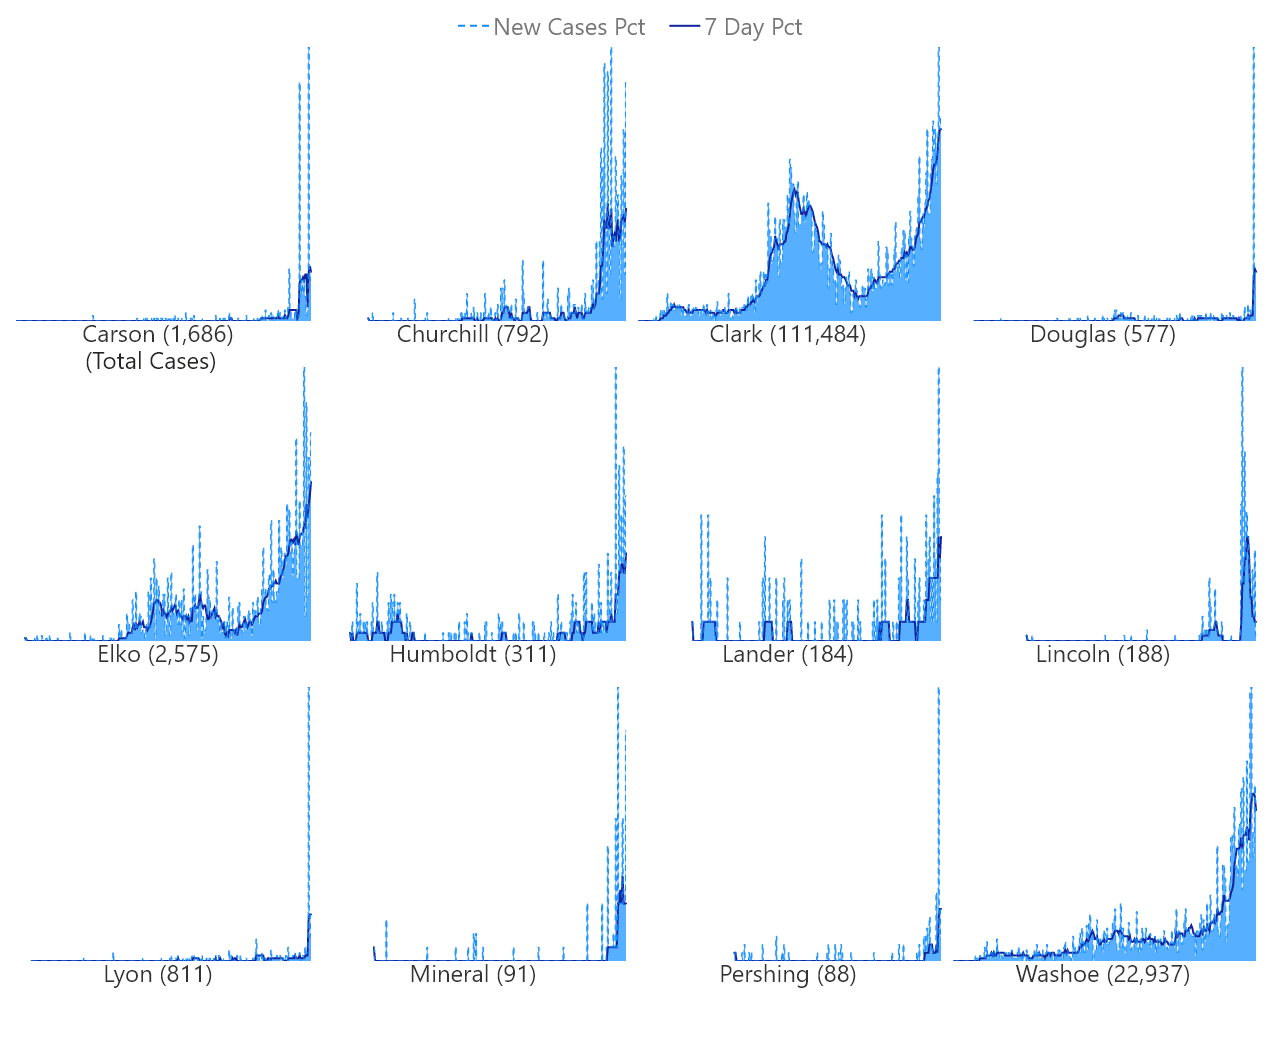 New Cases Pct 7 Day Pct
Carson (1,686) Churchill (792) Clark (111,484) Douglas (577)
(Total Cases)
Elko (2,575) Humboldt (311) Lander (184) Lincoln (188)
Lyon (811) Mineral (91) Pershing (88) Washoe (22,937)